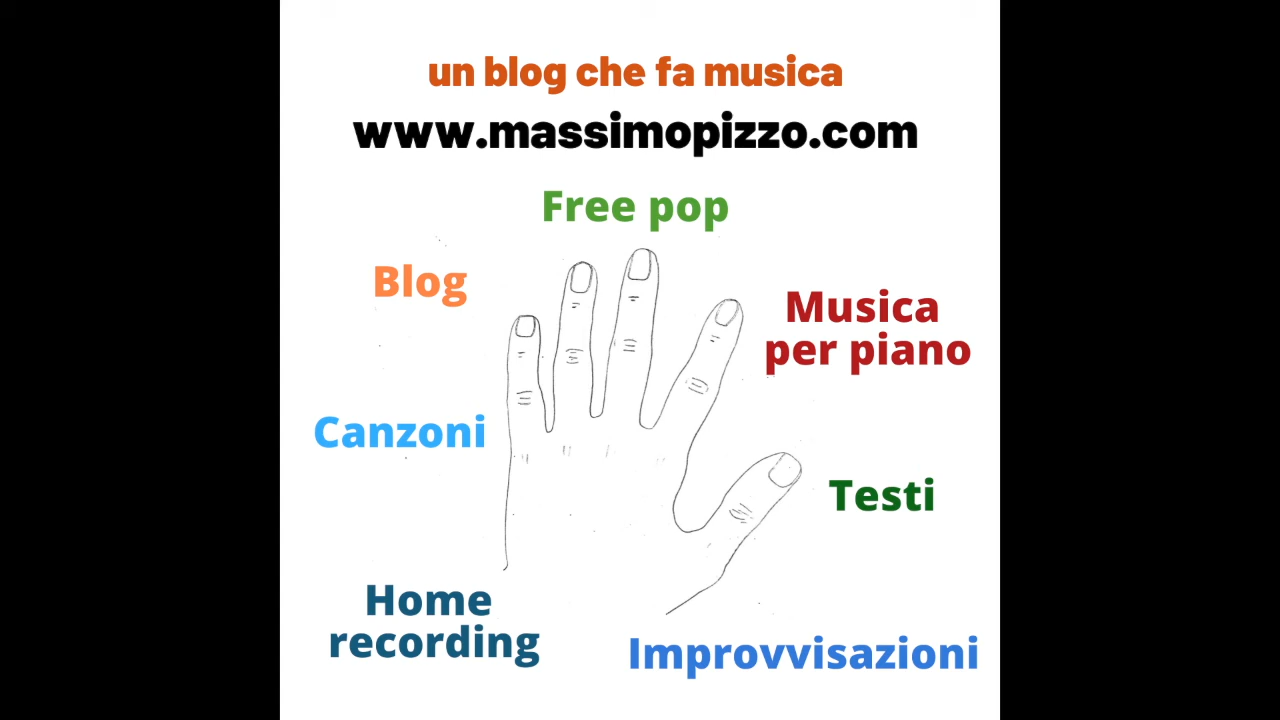 un blog che fa musica
www.massimopizzo.com
Free pop
Blog
Musica
per piano
Canzoni
Testi
Home
recording
Improvvisazioni